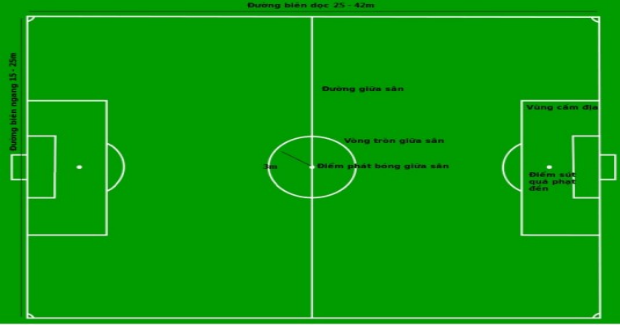 Đường biên dọc 25 - 42m
Đường biên ngang 15 - 25m
Đường giữa sân
Vùng cấm địa
Vòng tròn giữa sân
3m
Điểm phát bóng giữa sân
Điểm sút
quả phạt
đền